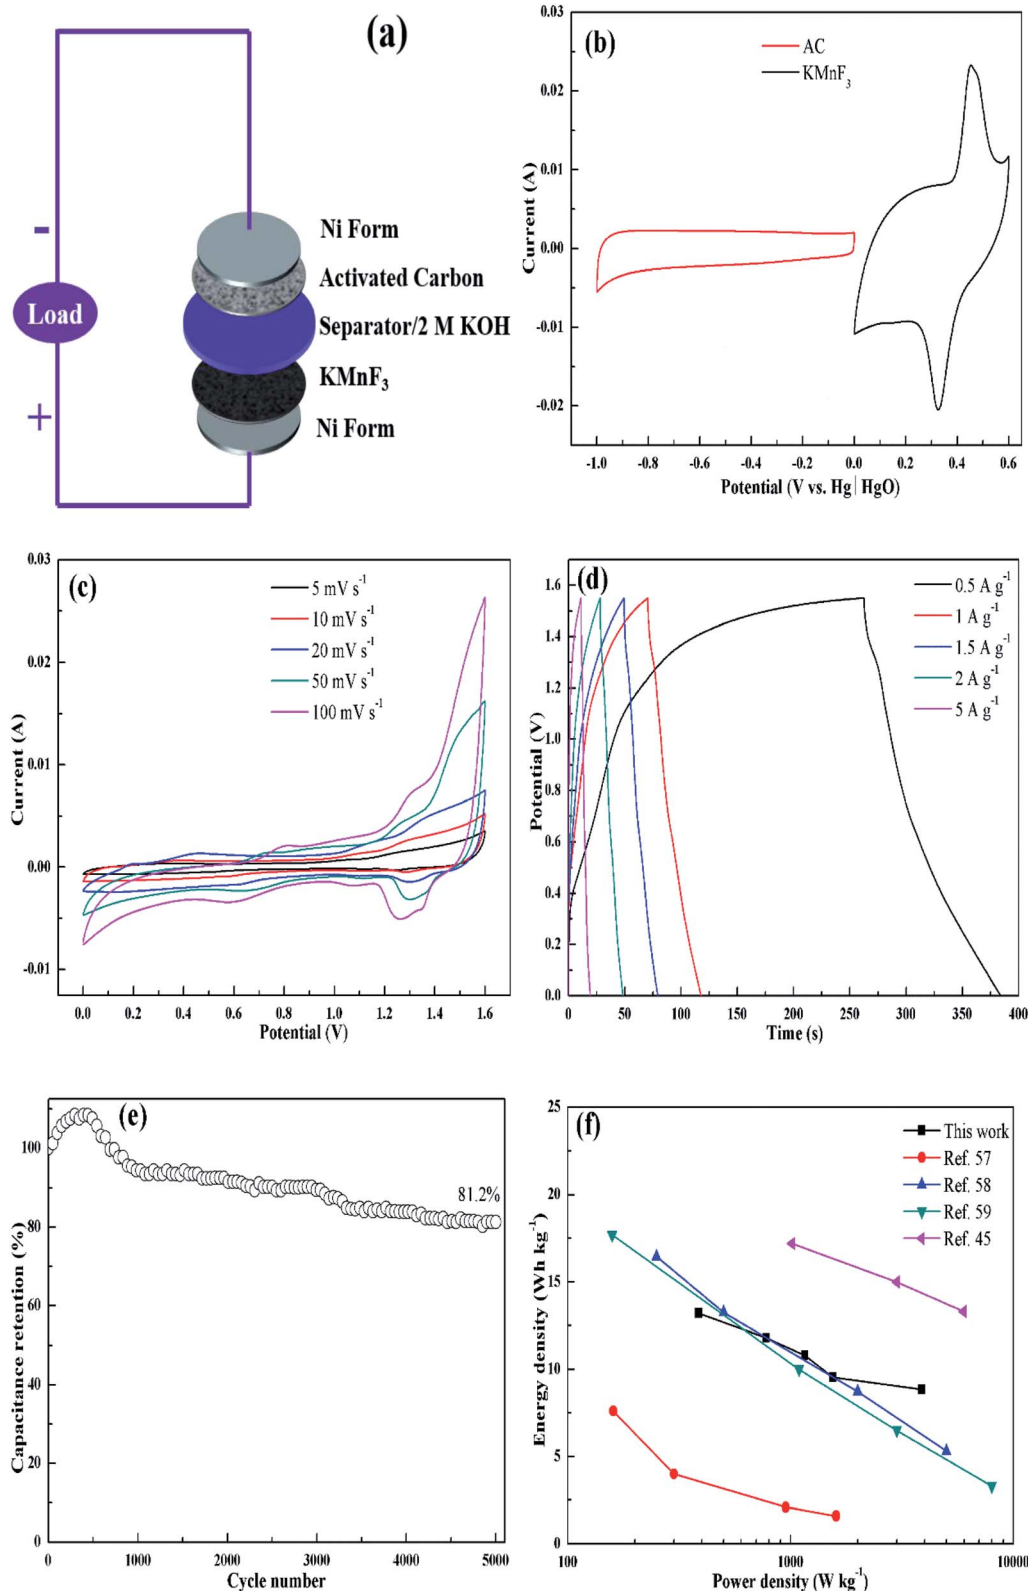 (a)
Ni Form
Activated Carbon
Separator/2 M KOH
KMnF3
Ni Form
-
Load
+
(b)
AC
KMnF3
Current (A)
0.03
0.02
0.01
0.00
-0.01
-0.02
-1.0 -0.8 -0.6 -0.4 -0.2 0.0 0.2 0.4 0.6
Potential (V vs. Hg|HgO)
(c)
5 mV s-1
10 mV s-1
20 mV s-1
50 mV s-1
100 mV s-1
Current (A)
0.03
0.02
0.01
0.00
-0.01
0.0 0.2 0.4 0.6 0.8 1.0 1.2 1.4 1.6
Potential (V)
(d)
0.5 A g-1
1 A g-1
1.5 A g-1
2 A g-1
5 A g-1
Potential (V)
1.6
1.4
1.2
1.0
0.8
0.6
0.4
0.2
0.0
0 50 100 150 200 250 300 350 400
Time (s)
(e)
81.2%
Capacitance retention (%)
100
80
60
40
20
0
0 1000 2000 3000 4000 5000
Cycle number
(f)
This work
Ref. 57
Ref. 58
Ref. 59
Ref. 45
Energy density (Wh kg-1)
25
20
15
10
5
0
100 1000 10000
Power density (W kg-1)